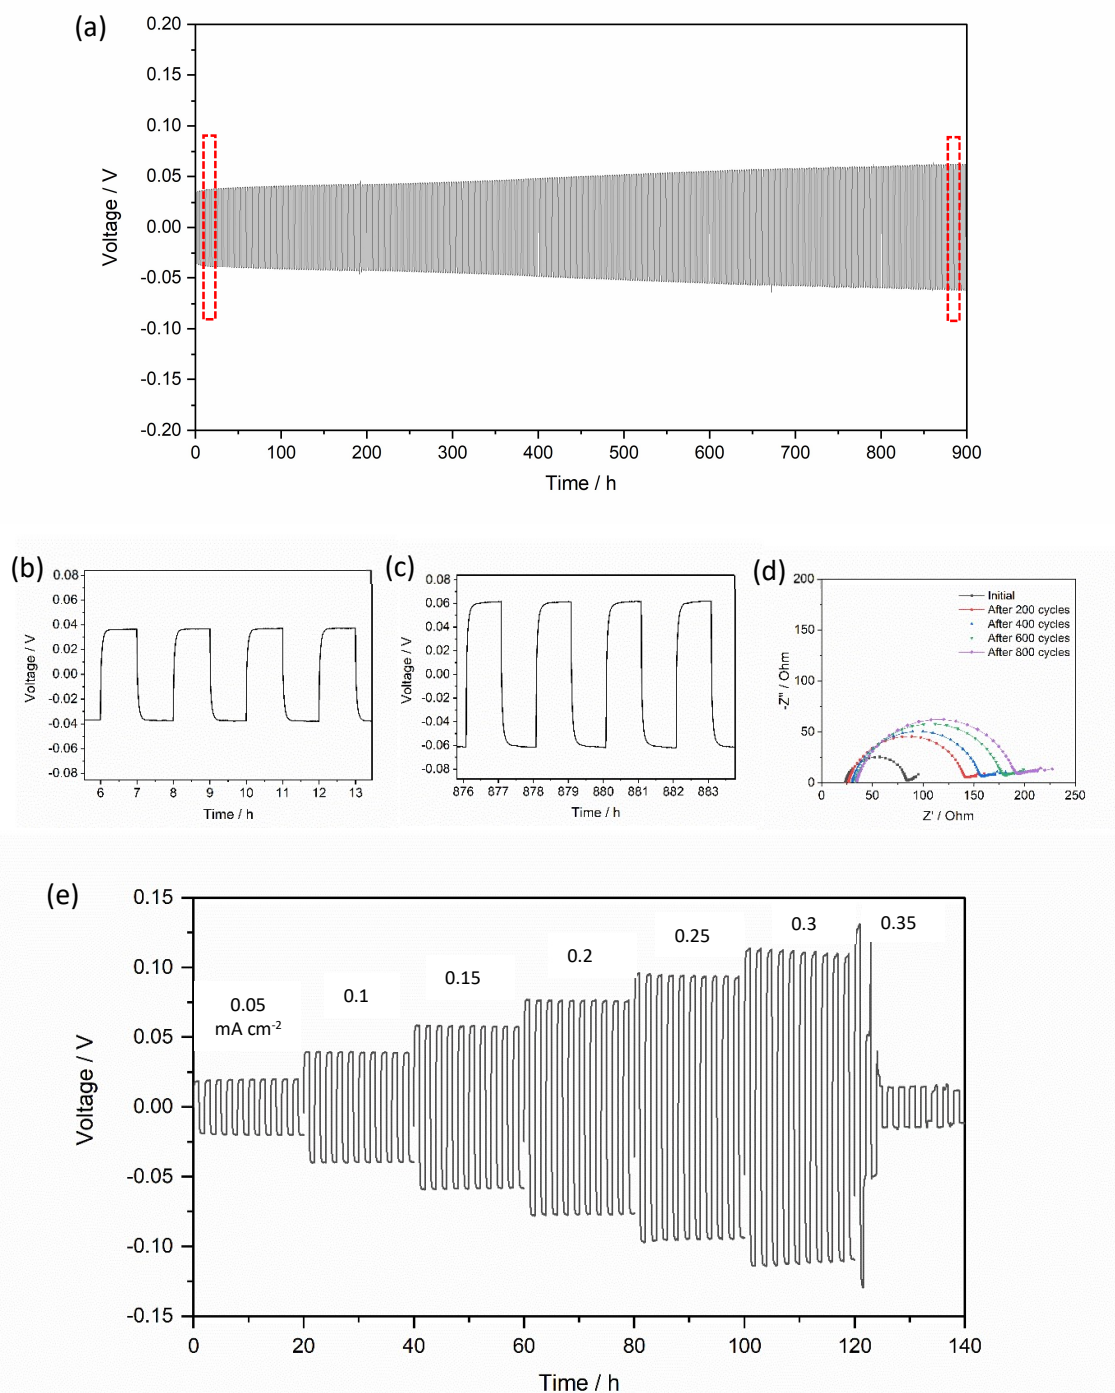 (a)
0.20
0.15
0.10
0.05
0.00
-0.05
-0.10
-0.15
-0.20
Voltage / V
0 100 200 300 400 500 600 700 800 900
Time / h
(b)
0.08
0.06
0.04
0.02
0.00
-0.02
-0.04
-0.06
-0.08
Voltage / V
6 7 8 9 10 11 12 13
Time / h
(c)
0.08
0.06
0.04
0.02
0.00
-0.02
-0.04
-0.06
-0.08
Voltage / V
876 877 878 879 880 881 882 883
Time / h
(d)
200
150
100
50
0
-Z'' / Ohm
Initial
After 200 cycles
After 400 cycles
After 600 cycles
After 800 cycles
0 50 100 150 200 250
Z' / Ohm
(e)
0.15
0.10
0.05
0.00
-0.05
-0.10
-0.15
Voltage / V
0.05
mA cm-2
0.1
0.15
0.2
0.25
0.3
0.35
0 20 40 60 80 100 120 140
Time / h